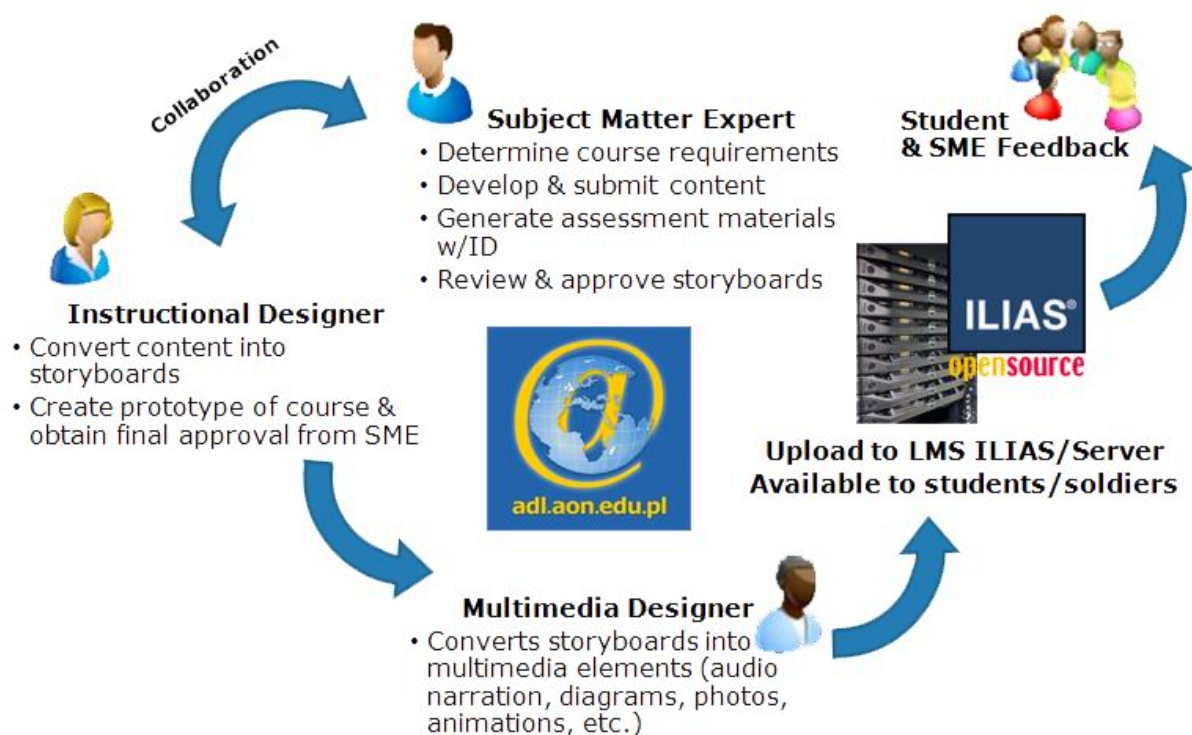 Collaboration
Subject Matter Expert
• Determine course requirements
• Develop & submit content
• Generate assessment materials
w/ID
• Review & approve storyboards
Student
& SME Feedback
Instructional Designer
• Convert content into
storyboards
• Create prototype of course &
obtain final approval from SME
adl.aon.edu.pl
ILIAS®
opensource
Upload to LMS ILIAS/Server
Available to students/soldiers
Multimedia Designer
• Converts storyboards into
multimedia elements (audio
narration, diagrams, photos,
animations, etc.)